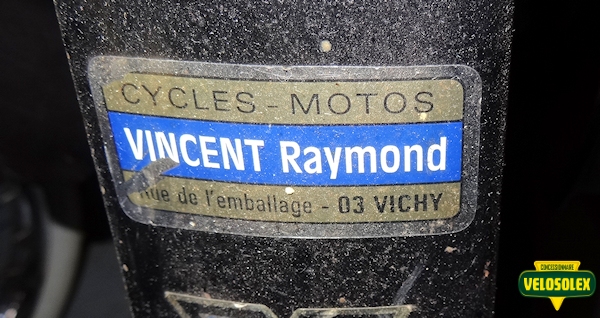 CYCLES - MOTOS
VINCENT Raymond
Rue de l'emballage - 03 VICHY
CONCESSIONNAIRE
VELOSOLEX